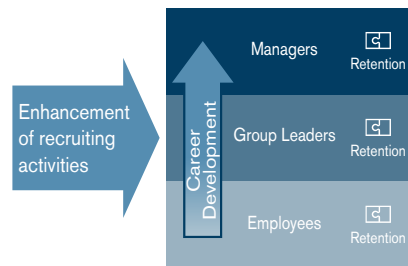 Enhancement
of recruiting
activities
Career
Development
Managers
Retention
Group Leaders
Retention
Employees
Retention